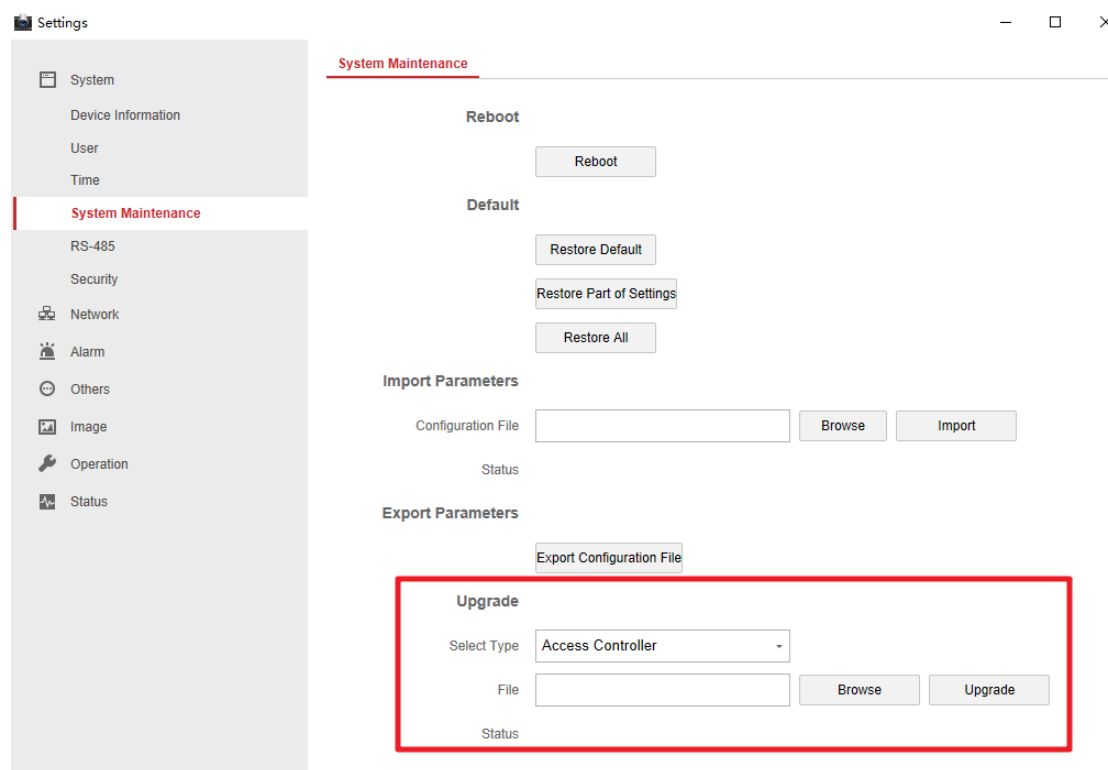 Settings
System
Device Information
User
Time
System Maintenance
RS-485
Security
Network
Alarm
Others
Image
Operation
Status
System Maintenance
Reboot
Reboot
Default
Restore Default
Restore Part of Settings
Restore All
Import Parameters
Configuration File Browse Import
Status
Export Parameters
Export Configuration File
Upgrade
Select Type Access Controller
File Browse Upgrade
Status